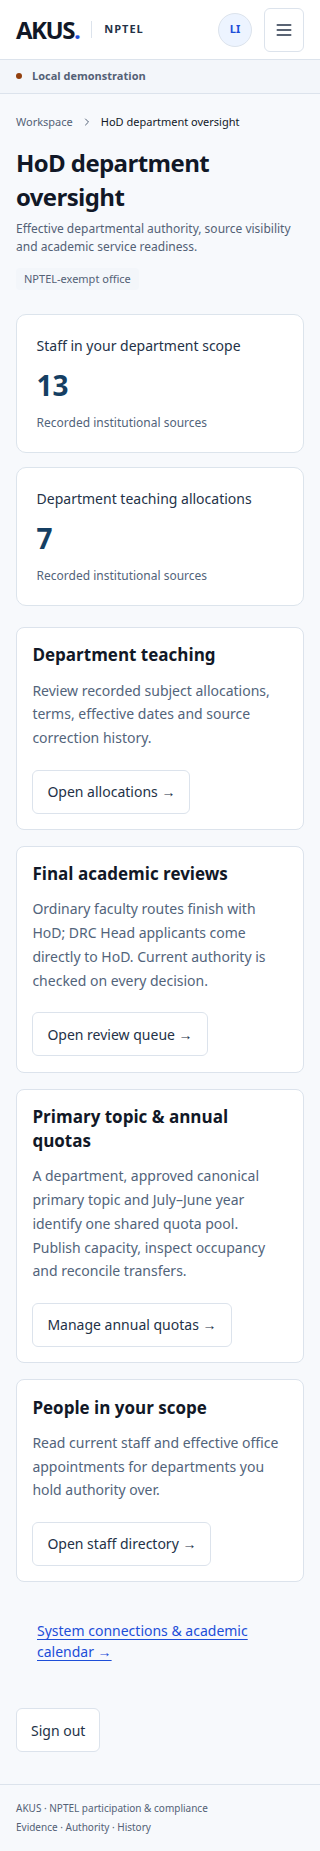 AKUS. NPTEL LI
Local demonstration
Workspace > HoD department oversight
HoD department
oversight
Effective departmental authority, source visibility
and academic service readiness.
NPTEL-exempt office
Staff in your department scope
13
Recorded institutional sources
Department teaching allocations
7
Recorded institutional sources
Department teaching
Review recorded subject allocations,
terms, effective dates and source
correction history.
Open allocations →
Final academic reviews
Ordinary faculty routes finish with
HoD; DRC Head applicants come
directly to HoD. Current authority is
checked on every decision.
Open review queue →
Primary topic & annual
quotas
A department, approved canonical
primary topic and July–June year
identify one shared quota pool.
Publish capacity, inspect occupancy
and reconcile transfers.
Manage annual quotas →
People in your scope
Read current staff and effective office
appointments for departments you
hold authority over.
Open staff directory →
System connections & academic
calendar →
Sign out
AKUS · NPTEL participation & compliance
Evidence · Authority · History